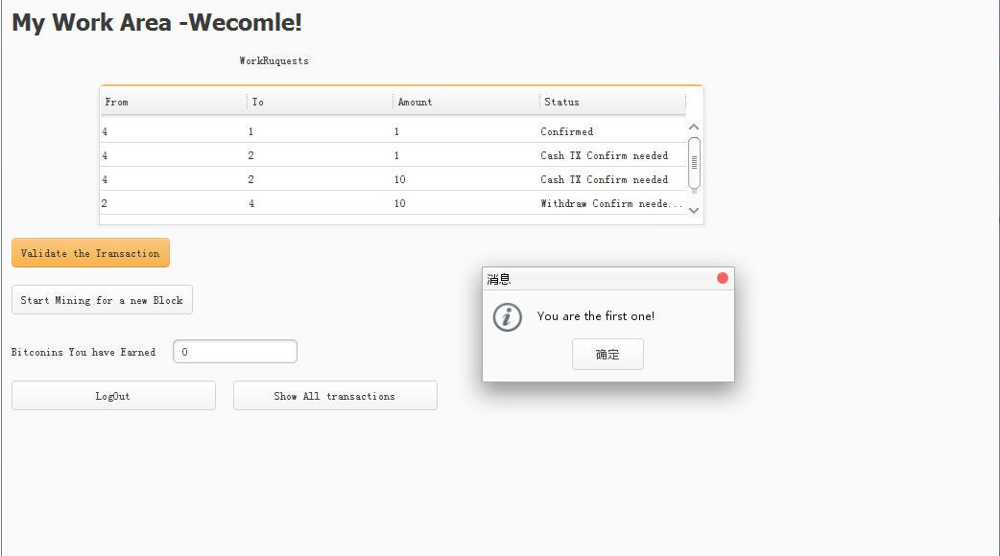 My Work Area -Wecomle!
WorkRuquests
From To Amount Status
4 1 1 Confirmed
4 2 1 Cash TX Confirm needed
4 2 10 Cash TX Confirm needed
2 4 10 Withdraw Confirm neede...
Validate the Transaction
Start Mining for a new Block
Bitconins You have Earned 0
LogOut Show All transactions
消息
You are the first one!
确定